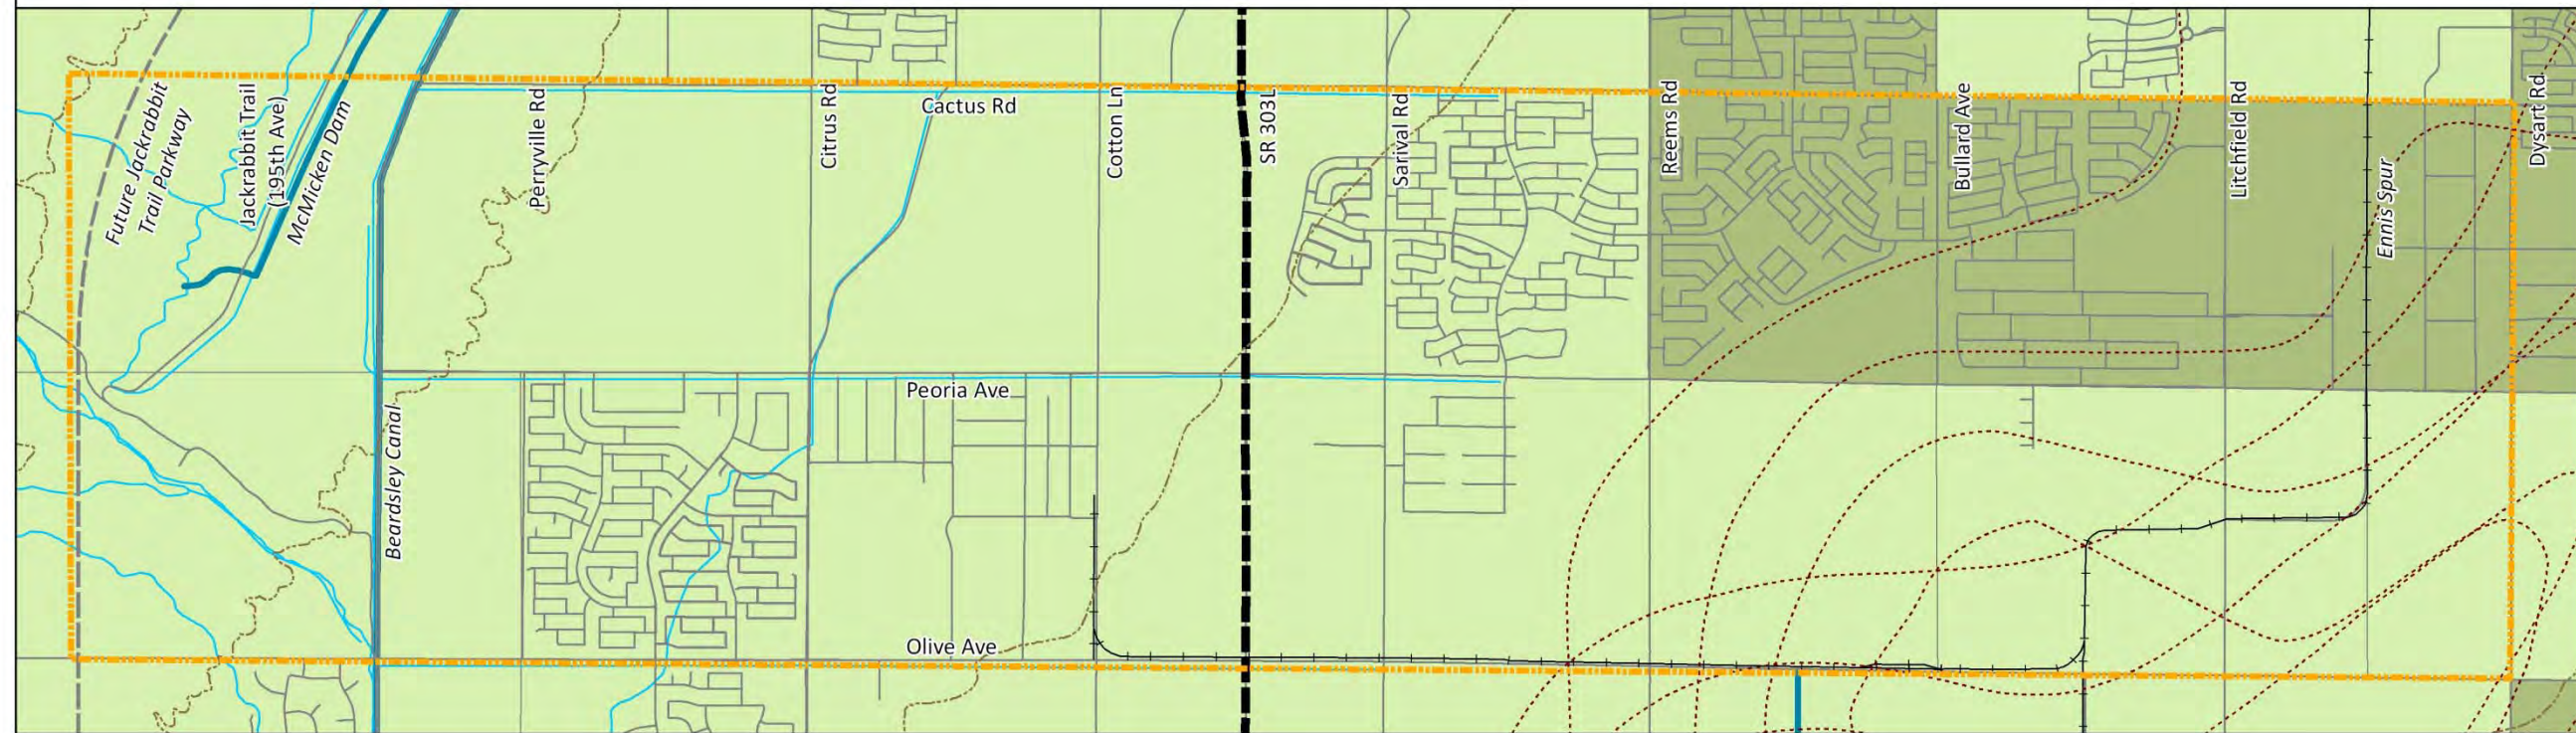 Future Jackrabbit
Trail Parkway
Jackrabbit Trail
(195th Ave)
McMicken Dam
Perryville Rd
Citrus Rd
Cactus Rd
Cotton Ln
SR 303L
Sarival Rd
Reems Rd
Bullard Ave
Litchfield Rd
Ennis Spur
Dysart Rd
Peoria Ave
Beardsley Canal
Olive Ave